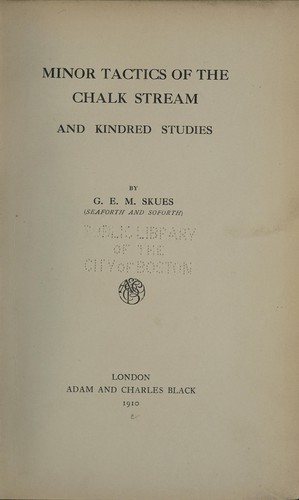 MINOR TACTICS OF THE
CHALK STREAM
AND KINDRED STUDIES
BY
G. E. M. SKUES
(SEAFORTH AND SOFORTH)
PUBLIC LIBRARY
OF THE
CITY OF BOSTON
LONDON
ADAM AND CHARLES BLACK
1910